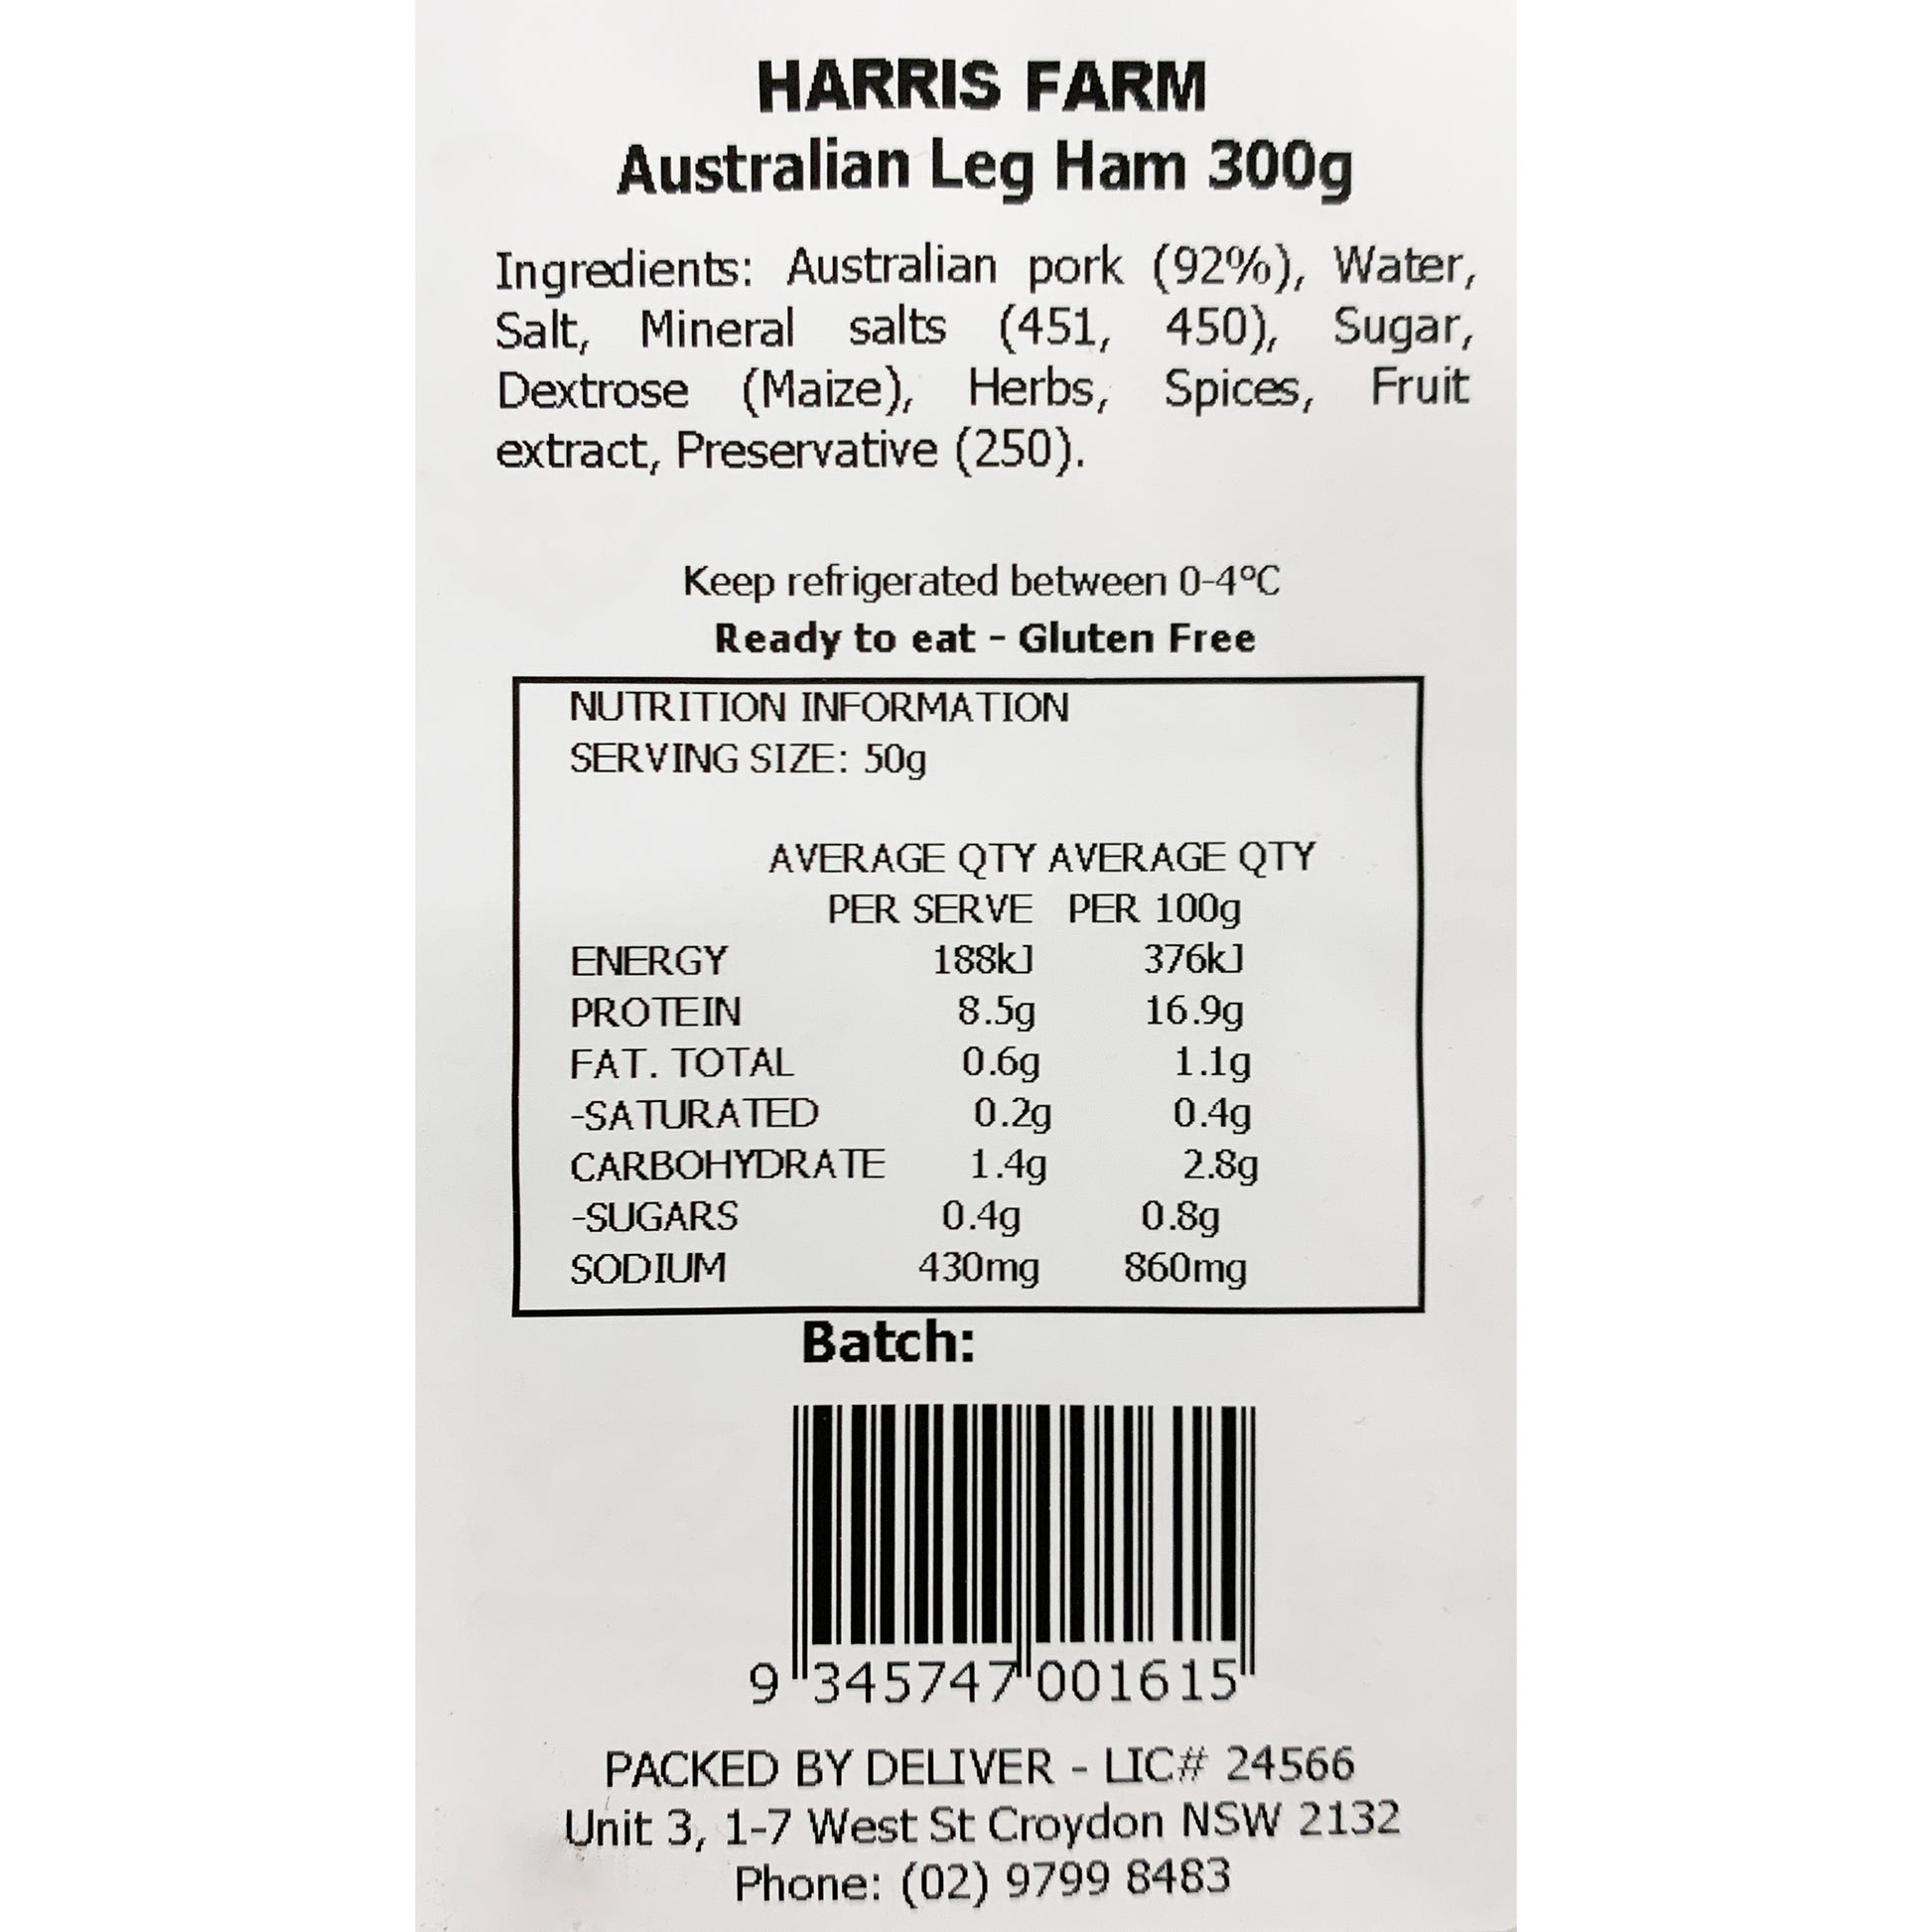 HARRIS FARM
Australian Leg Ham 300g
Ingredients: Australian pork (92%), Water,
Salt, Mineral salts (451, 450), Sugar,
Dextrose (Maize), Herbs, Spices, Fruit
extract, Preservative (250).
Keep refrigerated between 0-4ºC
Ready to eat - Gluten Free
NUTRITION INFORMATION
SERVING SIZE: 50g
AVERAGE QTY AVERAGE QTY
PER SERVE PER 100g
ENERGY 188kJ 376kJ
PROTEIN 8.5g 16.9g
FAT. TOTAL 0.6g 1.1g
-SATURATED 0.2g 0.4g
CARBOHYDRATE 1.4g 2.8g
-SUGARS 0.4g 0.8g
SODIUM 430mg 860mg
Batch:
9 345747 001615
PACKED BY DELIVER - LIC# 24566
Unit 3, 1-7 West St Croydon NSW 2132
Phone: (02) 9799 8483